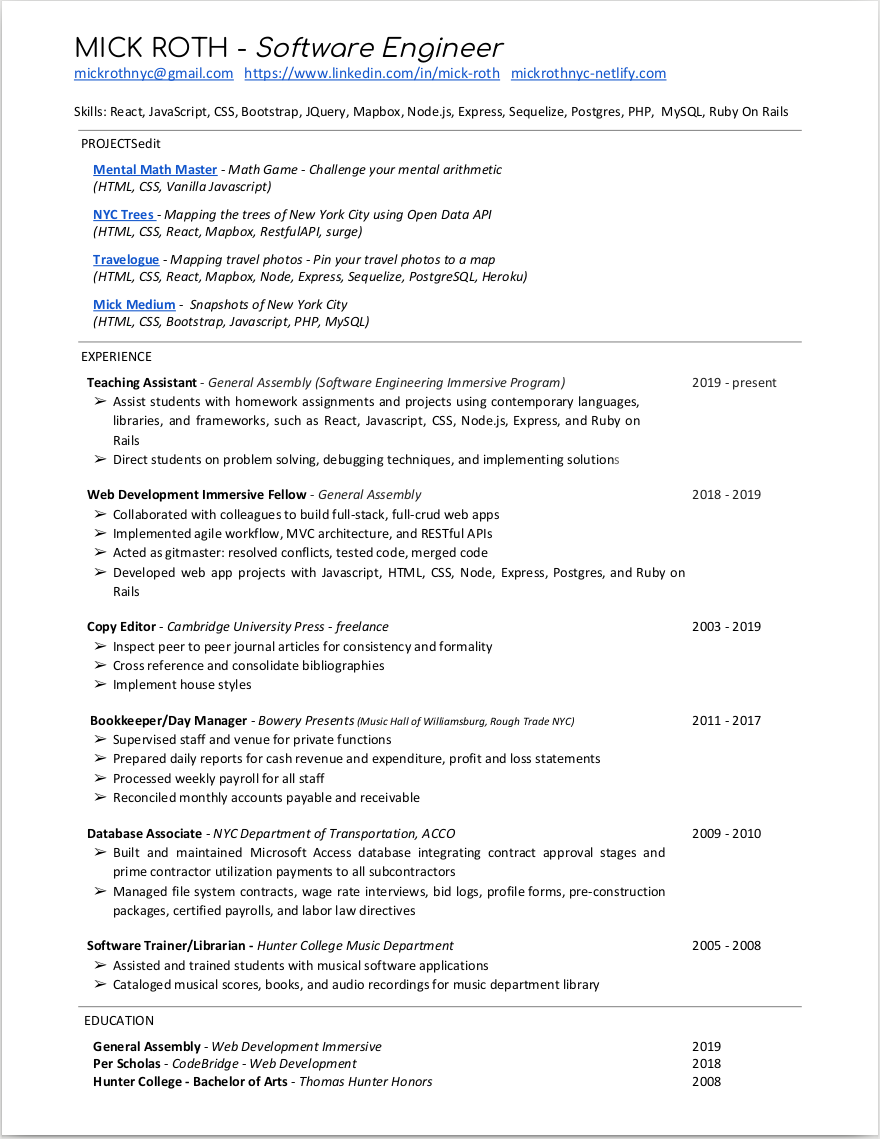 MICK ROTH - Software Engineer
mickrothnyc@gmail.com https://www.linkedin.com/in/mick-roth mickrothnyc-netlify.com
Skills: React, JavaScript, CSS, Bootstrap, JQuery, Mapbox, Node.js, Express, Sequelize, Postgres, PHP, MySQL, Ruby On Rails
PROJECTSedit
Mental Math Master - Math Game - Challenge your mental arithmetic
(HTML, CSS, Vanilla Javascript)
NYC Trees - Mapping the trees of New York City using Open Data API
(HTML, CSS, React, Mapbox, RestfulAPI, surge)
Travelogue - Mapping travel photos - Pin your travel photos to a map
(HTML, CSS, React, Mapbox, Node, Express, Sequelize, PostgreSQL, Heroku)
Mick Medium - Snapshots of New York City
(HTML, CSS, Bootstrap, Javascript, PHP, MySQL)
EXPERIENCE
Teaching Assistant - General Assembly (Software Engineering Immersive Program) 2019 - present
➢ Assist students with homework assignments and projects using contemporary languages,
libraries, and frameworks, such as React, Javascript, CSS, Node.js, Express, and Ruby on
Rails
➢ Direct students on problem solving, debugging techniques, and implementing solutions
Web Development Immersive Fellow - General Assembly 2018 - 2019
➢ Collaborated with colleagues to build full-stack, full-crud web apps
➢ Implemented agile workflow, MVC architecture, and RESTful APIs
➢ Acted as gitmaster: resolved conflicts, tested code, merged code
➢ Developed web app projects with Javascript, HTML, CSS, Node, Express, Postgres, and Ruby on
Rails
Copy Editor - Cambridge University Press - freelance 2003 - 2019
➢ Inspect peer to peer journal articles for consistency and formality
➢ Cross reference and consolidate bibliographies
➢ Implement house styles
Bookkeeper/Day Manager - Bowery Presents (Music Hall of Williamsburg, Rough Trade NYC) 2011 - 2017
➢ Supervised staff and venue for private functions
➢ Prepared daily reports for cash revenue and expenditure, profit and loss statements
➢ Processed weekly payroll for all staff
➢ Reconciled monthly accounts payable and receivable
Database Associate - NYC Department of Transportation, ACCO 2009 - 2010
➢ Built and maintained Microsoft Access database integrating contract approval stages and
prime contractor utilization payments to all subcontractors
➢ Managed file system contracts, wage rate interviews, bid logs, profile forms, pre-construction
packages, certified payrolls, and labor law directives
Software Trainer/Librarian - Hunter College Music Department 2005 - 2008
➢ Assisted and trained students with musical software applications
➢ Cataloged musical scores, books, and audio recordings for music department library
EDUCATION
General Assembly - Web Development Immersive 2019
Per Scholas - CodeBridge - Web Development 2018
Hunter College - Bachelor of Arts - Thomas Hunter Honors 2008